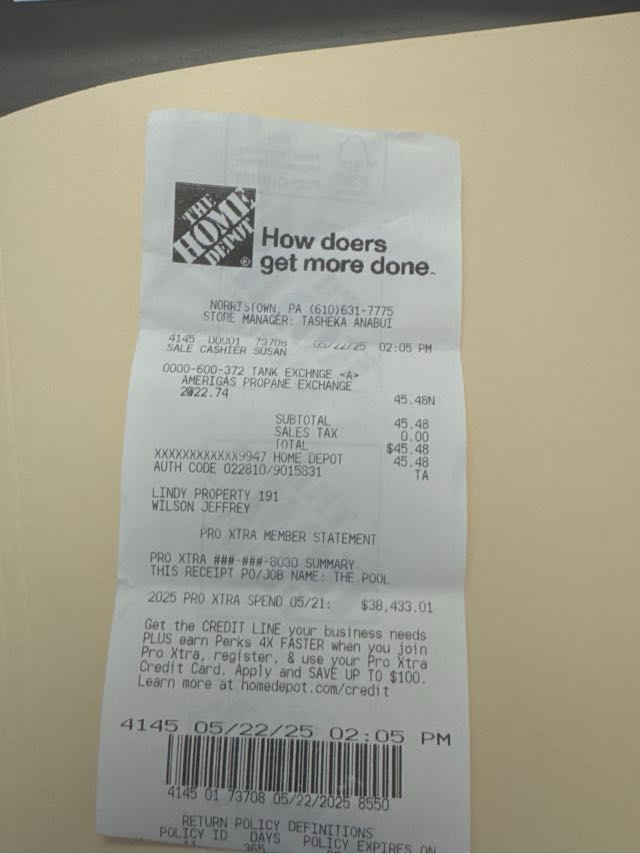 THE
HOME
DEPOT
®
How doers
get more done.
NORRISTOWN, PA (610)631-7775
STORE MANAGER: TASHEKA ANABUI
4145 00001 73708 05/22/25 02:05 PM
SALE CASHIER SUSAN
0000-600-372 TANK EXCHNGE <A>
AMERIGAS PROPANE EXCHANGE
2@22.74 45.48N
SUBTOTAL 45.48
SALES TAX 0.00
TOTAL $45.48
XXXXXXXXXXXX9947 HOME DEPOT 45.48
AUTH CODE 022810/9015831 TA
LINDY PROPERTY 191
WILSON JEFFREY
PRO XTRA MEMBER STATEMENT
PRO XTRA ###-###-8030 SUMMARY
THIS RECEIPT PO/JOB NAME: THE POOL
2025 PRO XTRA SPEND 05/21: $38,433.01
Get the CREDIT LINE your business needs
PLUS earn Perks 4X FASTER when you join
Pro Xtra, register, & use your Pro Xtra
Credit Card. Apply and SAVE UP TO $100.
Learn more at homedepot.com/credit
4145 05/22/25 02:05 PM
4145 01 73708 05/22/2025 8550
RETURN POLICY DEFINITIONS
POLICY ID DAYS POLICY EXPIRES ON